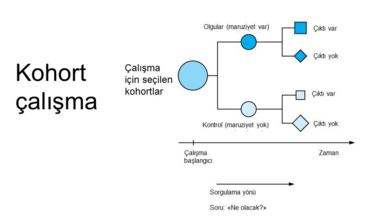 Kohort
çalışma
Çalışma
için seçilen
kohortlar
Olgular (maruziyet var)
Çıktı var
Çıktı yok
Kontrol (maruziyet yok)
Çıktı var
Çıktı yok
Çalışma
başlangıcı
Zaman
Sorgulama yönü
Soru: «Ne olacak?»